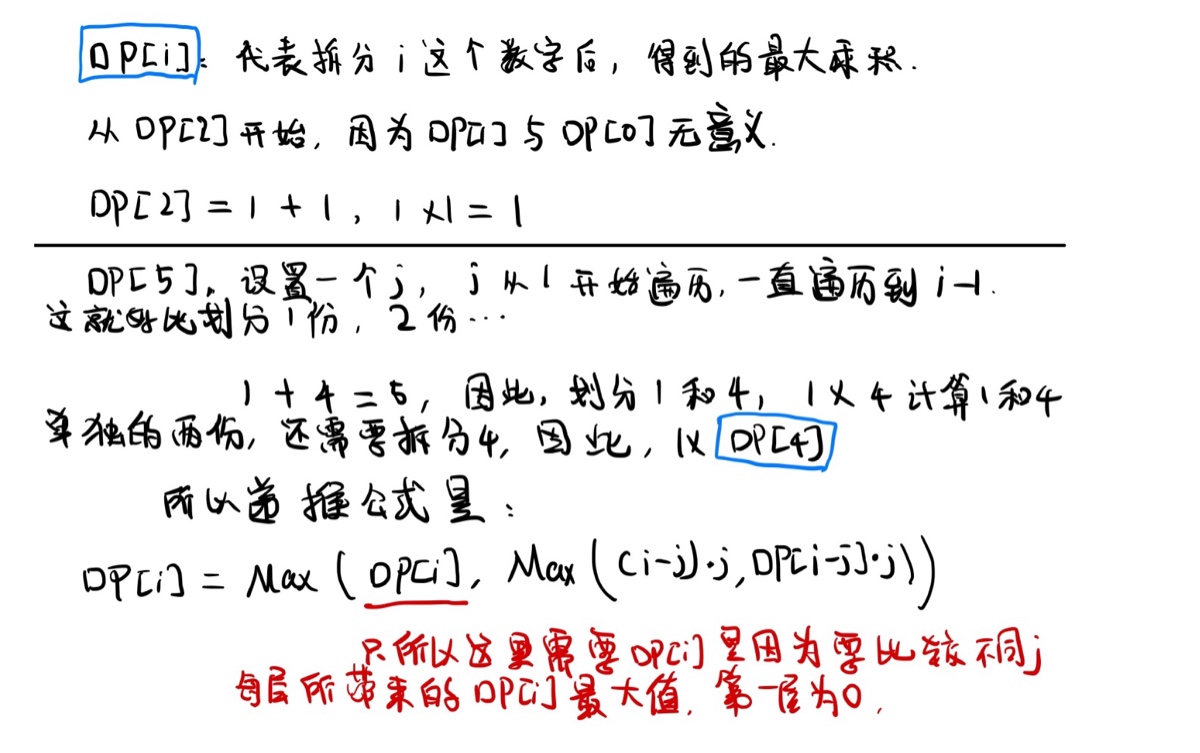 DP[i]: 代表拆分 i 这个数字后，得到的最大乘积.
从 DP[2] 开始, 因为 DP[1] 与 DP[0] 无意义.
DP[2] = 1 + 1, 1 × 1 = 1
DP[5]. 设置一个 j, j 从 1 开始遍历, 一直遍历到 i-1.
这就好比划分 1 份, 2 份…
1 + 4 = 5, 因此, 划分 1 和 4, 1 × 4 计算 1 和 4
单独的两份, 还需要拆分 4, 因此, 1× DP[4]
所以递推公式是:
DP[i] = Max ( DP[i], Max ( (i-j)·j, DP[i-j]·j))
只所以这里需要 DP[i] 是因为要比较不同 j
每层所带来的 DP[i] 最大值. 第一层为 0.